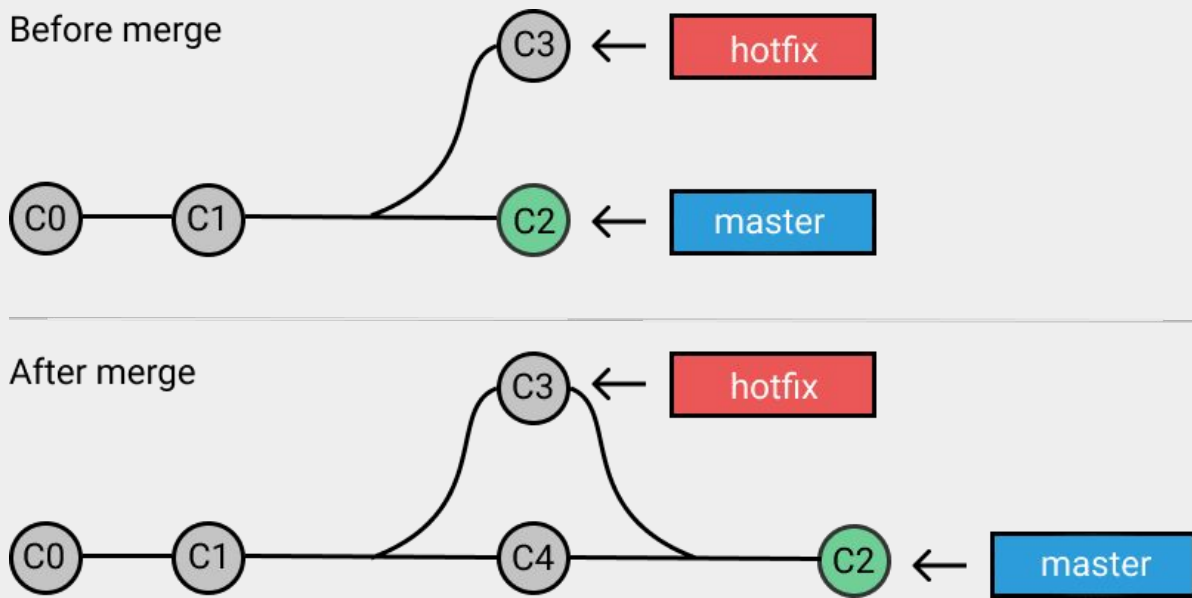 Before merge
C3
hotfix
C0
C1
C2
master
After merge
C3
hotfix
C0
C1
C4
C2
master